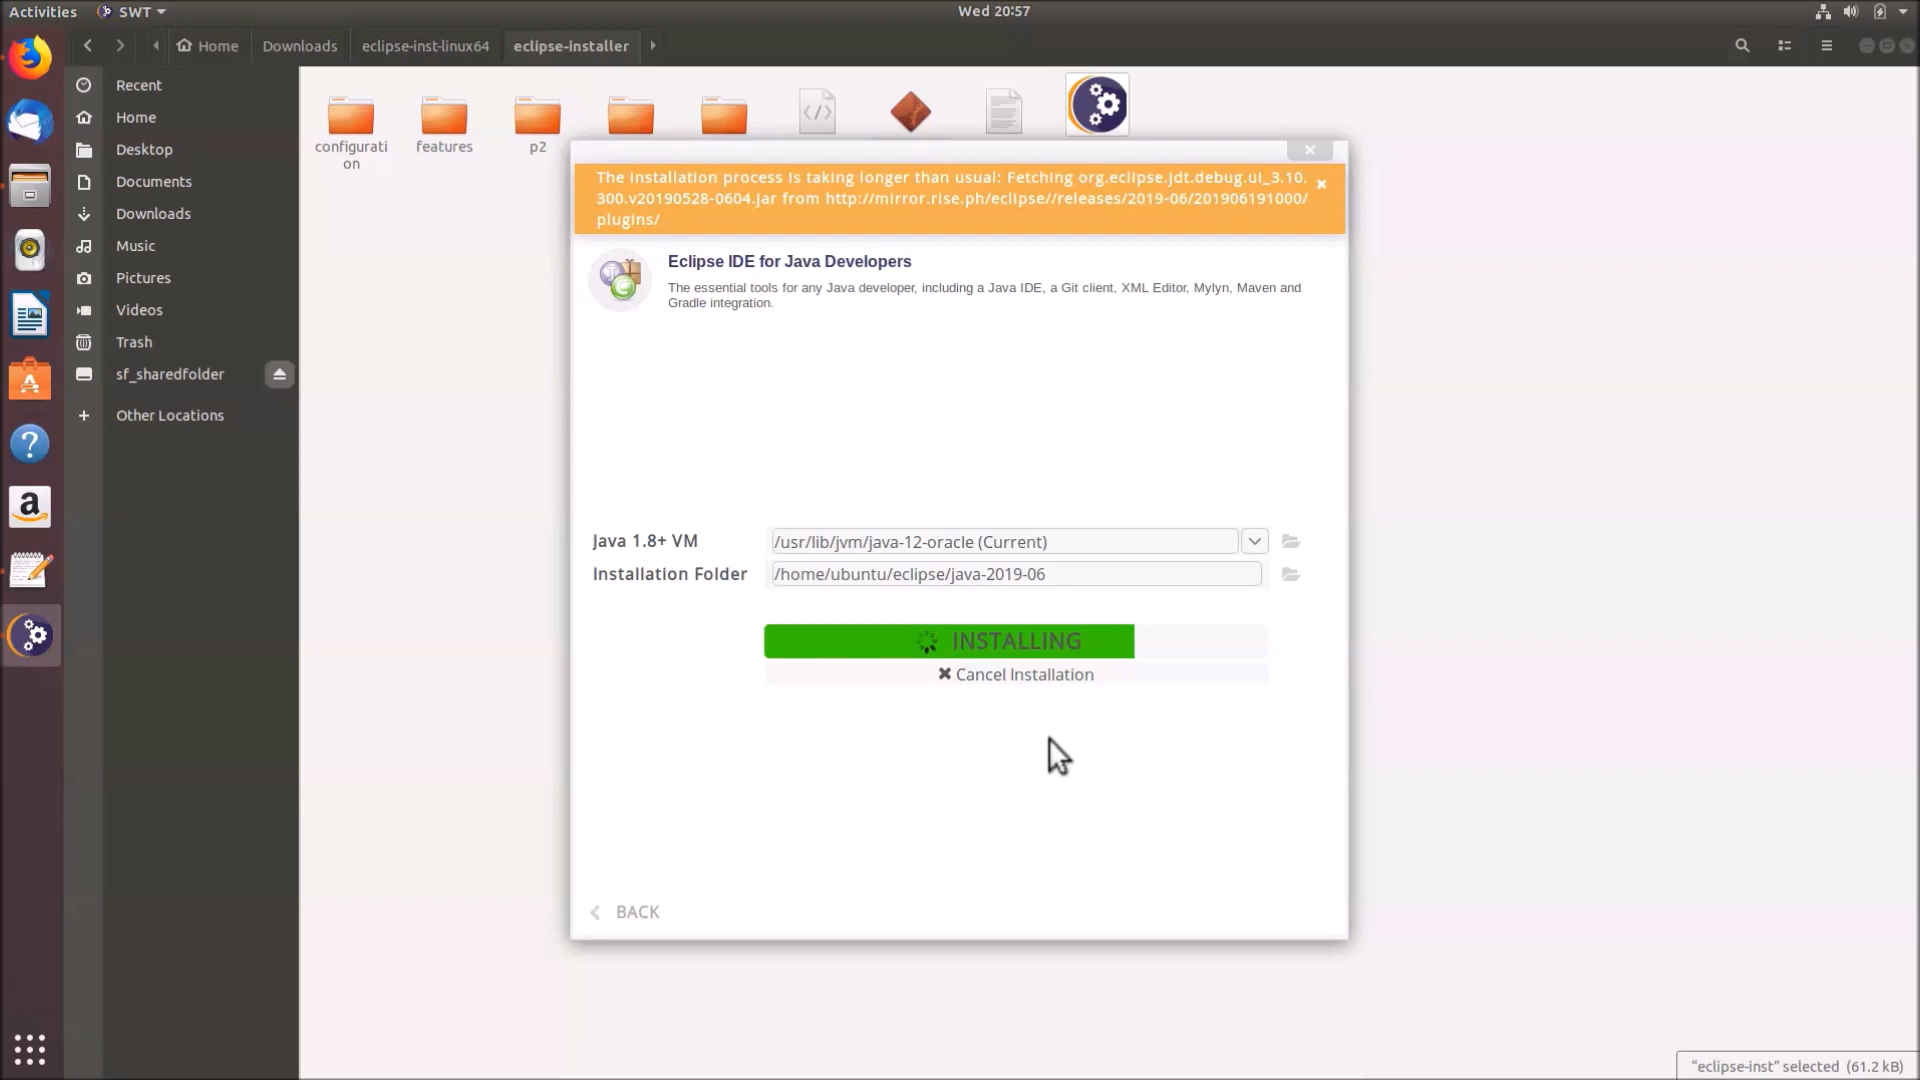 Activities
SWT
Wed 20:57
Home
Downloads
eclipse-inst-linux64
eclipse-installer
Recent
Home
Desktop
Documents
Downloads
Music
Pictures
Videos
Trash
sf_sharedfolder
Other Locations
configurati
on
features
p2
The installation process is taking longer than usual: Fetching org.eclipse.jdt.debug.ui_3.10.
300.v20190528-0604.jar from http://mirror.rise.ph/eclipse//releases/2019-06/201906191000/
plugins/
Eclipse IDE for Java Developers
The essential tools for any Java developer, including a Java IDE, a Git client, XML Editor, Mylyn, Maven and
Gradle integration.
Java 1.8+ VM
/usr/lib/jvm/java-12-oracle (Current)
Installation Folder
/home/ubuntu/eclipse/java-2019-06
INSTALLING
Cancel Installation
BACK
"eclipse-inst" selected (61.2 kB)